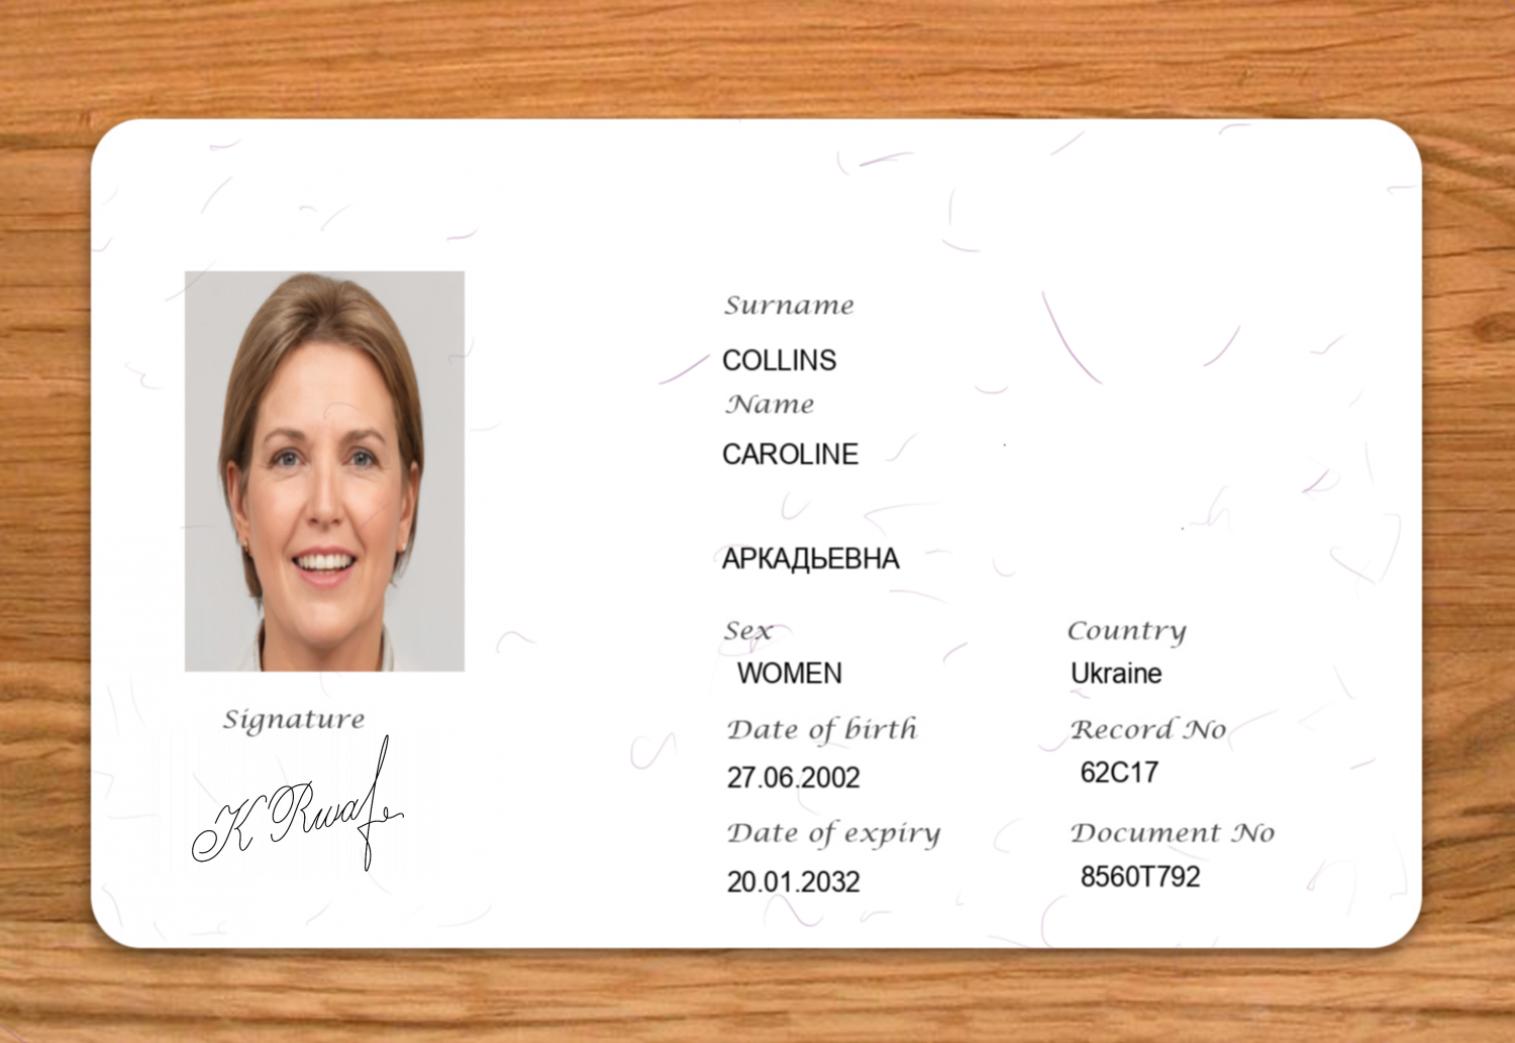 Surname
COLLINS
Name
CAROLINE
АРКАДЬЕВНА
Sex
WOMEN
Country
Ukraine
Date of birth
27.06.2002
Record No
62C17
Date of expiry
20.01.2032
Document No
8560T792
Signature